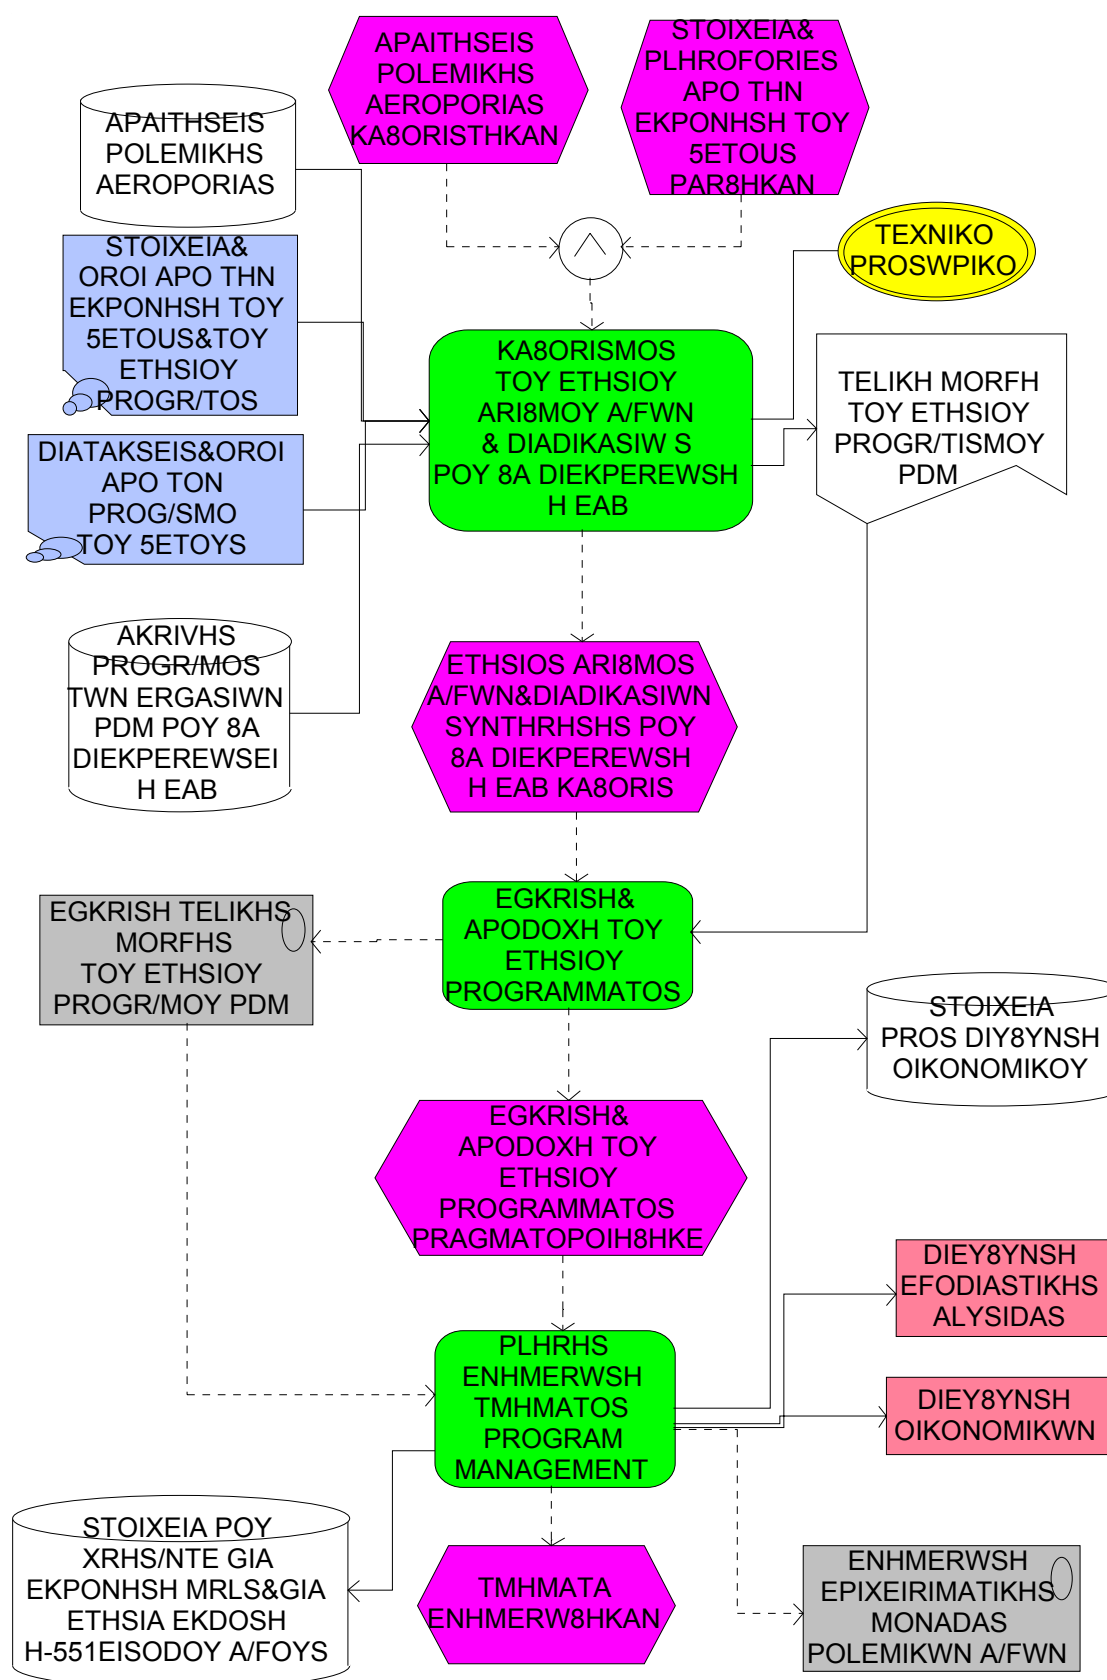 APAITHSEIS
POLEMIKHS
AEROPORIAS
KA8ORISTHKAN
STOIXEIA&
PLHROFORIES
APO THN
EKPONHSH TOY
5ETOUS
PAR8HKAN
APAITHSEIS
POLEMIKHS
AEROPORIAS
TEXNIKO
PROSWPIKO
STOIXEIA&
OROI APO THN
EKPONHSH TOY
5ETOUS&TOY
ETHSIOY
PROGR/TOS
KA8ORISMOS
TOY ETHSIOY
ARI8MOY A/FWN
& DIADIKASIW S
POY 8A DIEKPEREWSH
H EAB
TELIKH MORFH
TOY ETHSIOY
PROGR/TISMOY
PDM
DIATAKSEIS&OROI
APO TON
PROG/SMO
TOY 5ETOYS
AKRIVHS
PROGR/MOS
TWN ERGASIWN
PDM POY 8A
DIEKPEREWSEI
H EAB
ETHSIOS ARI8MOS
A/FWN&DIADIKASIWN
SYNTHRHSHS POY
8A DIEKPEREWSH
H EAB KA8ORIS
EGKRISH TELIKHS
MORFHS
TOY ETHSIOY
PROGR/MOY PDM
EGKRISH&
APODOXH TOY
ETHSIOY
PROGRAMMATOS
STOIXEIA
PROS DIY8YNSH
OIKONOMIKOY
EGKRISH&
APODOXH TOY
ETHSIOY
PROGRAMMATOS
PRAGMATOPOIH8HKE
DIEY8YNSH
EFODIASTIKHS
ALYSIDAS
PLHRHS
ENHMERWSH
TMHMATOS
PROGRAM
MANAGEMENT
DIEY8YNSH
OIKONOMIKWN
STOIXEIA POY
XRHS/NTE GIA
EKPONHSH MRLS&GIA
ETHSIA EKDOSH
H-551EISODOY A/FOYS
TMHMATA
ENHMERW8HKAN
ENHMERWSH
EPIXEIRIMATIKHS
MONADAS
POLEMIKWN A/FWN